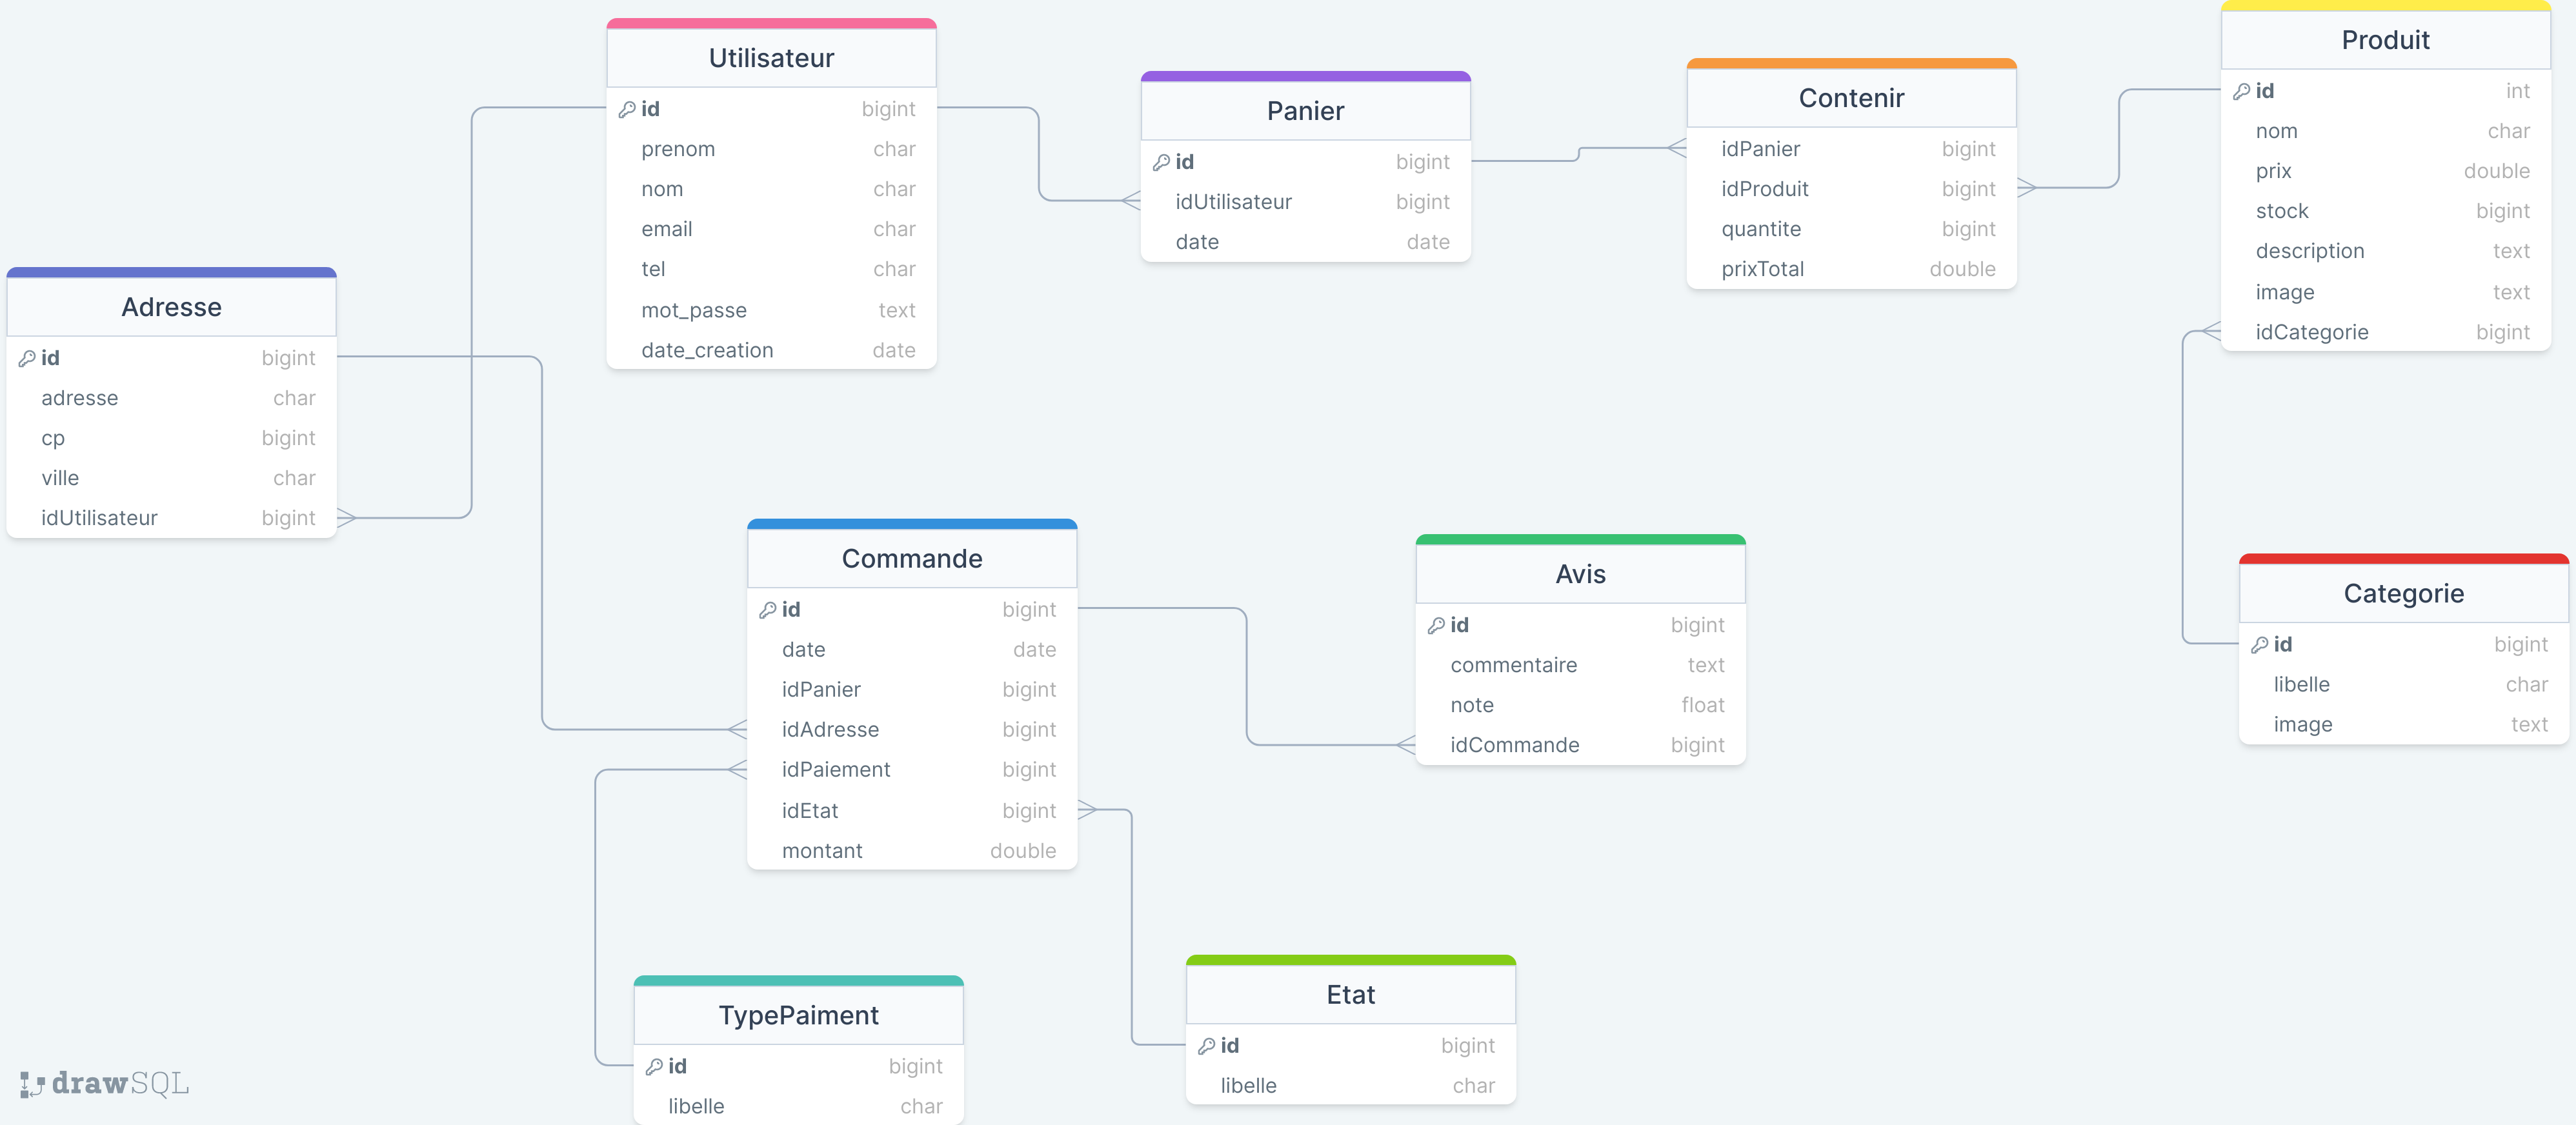 Utilisateur
id bigint
prenom char
nom char
email char
tel char
mot_passe text
date_creation date
Panier
id bigint
idUtilisateur bigint
date date
Contenir
idPanier bigint
idProduit bigint
quantite bigint
prixTotal double
Produit
id int
nom char
prix double
stock bigint
description text
image text
idCategorie bigint
Adresse
id bigint
adresse char
cp bigint
ville char
idUtilisateur bigint
Commande
id bigint
date date
idPanier bigint
idAdresse bigint
idPaiement bigint
idEtat bigint
montant double
Avis
id bigint
commentaire text
note float
idCommande bigint
Categorie
id bigint
libelle char
image text
TypePaiment
id bigint
libelle char
Etat
id bigint
libelle char
drawSQL